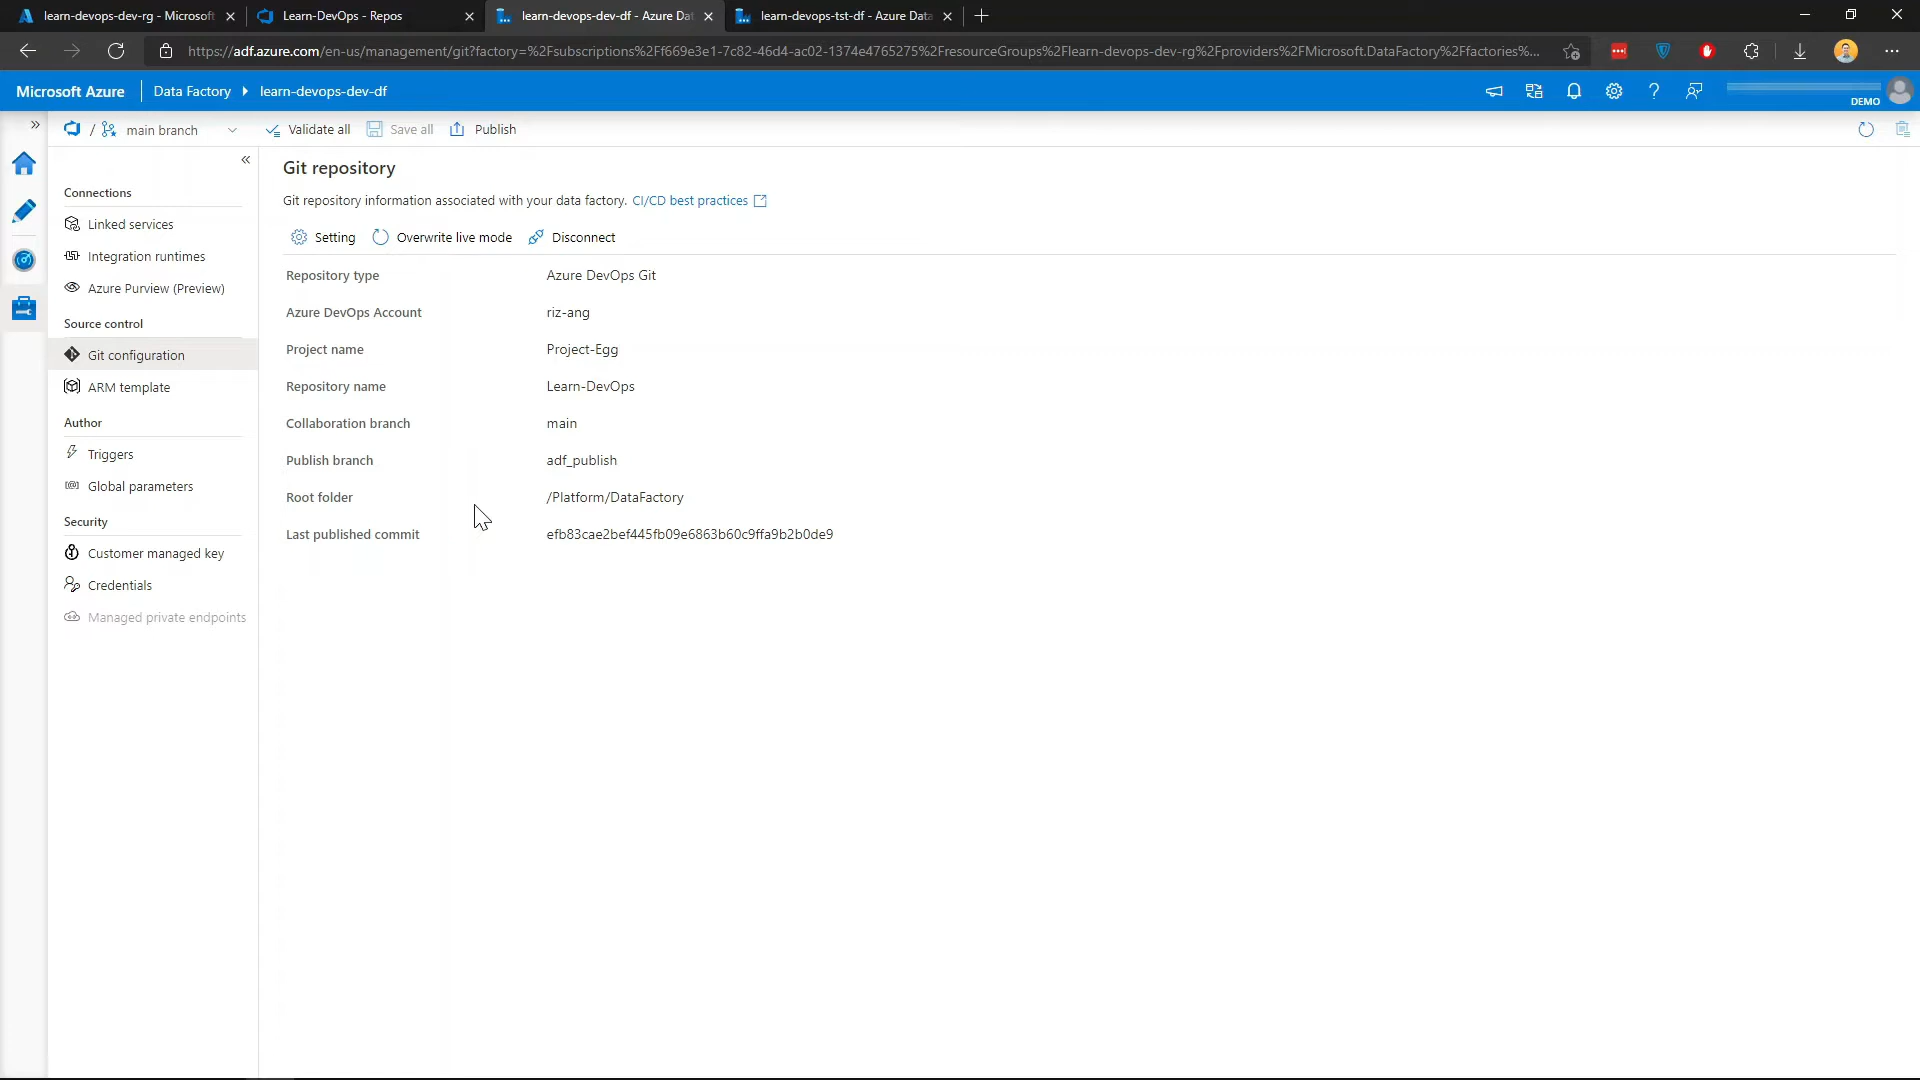 learn-devops-dev-rg - Microsoft
Learn-DevOps - Repos
learn-devops-dev-df - Azure Dat
learn-devops-tst-df - Azure Data
https://adf.azure.com/en-us/management/git?factory=%2Fsubscriptions%2Ff669e3e1-7c82-46d4-ac02-1374e4765275%2FresourceGroups%2Flearn-devops-dev-rg%2Fproviders%2FMicrosoft.DataFactory%2Ffactories%...
Microsoft Azure
Data Factory
learn-devops-dev-df
DEMO
/
main branch
Validate all
Save all
Publish
Connections
Linked services
Integration runtimes
Azure Purview (Preview)
Source control
Git configuration
ARM template
Author
Triggers
Global parameters
Security
Customer managed key
Credentials
Managed private endpoints
Git repository
Git repository information associated with your data factory. CI/CD best practices
Setting
Overwrite live mode
Disconnect
Repository type Azure DevOps Git
Azure DevOps Account riz-ang
Project name Project-Egg
Repository name Learn-DevOps
Collaboration branch main
Publish branch adf_publish
Root folder /Platform/DataFactory
Last published commit efb83cae2bef445fb09e6863b60c9ffa9b2b0de9